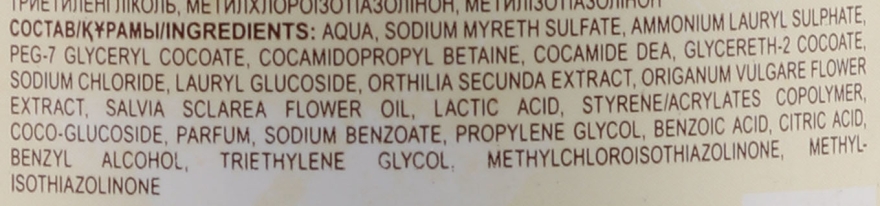 ТРИЕТИЛЕНГЛІКОЛЬ, МЕТИЛХЛОРОІЗОТІАЗОЛІНОН, МЕТИЛІЗОТІАЗОЛІНОН
СОСТАВ/ҚҰРАМЫ/INGREDIENTS: AQUA, SODIUM MYRETH SULFATE, AMMONIUM LAURYL SULPHATE,
PEG-7 GLYCERYL COCOATE, COCAMIDOPROPYL BETAINE, COCAMIDE DEA, GLYCERETH-2 COCOATE,
SODIUM CHLORIDE, LAURYL GLUCOSIDE, ORTHILIA SECUNDA EXTRACT, ORIGANUM VULGARE FLOWER
EXTRACT, SALVIA SCLAREA FLOWER OIL, LACTIC ACID, STYRENE/ACRYLATES COPOLYMER,
COCO-GLUCOSIDE, PARFUM, SODIUM BENZOATE, PROPYLENE GLYCOL, BENZOIC ACID, CITRIC ACID,
BENZYL ALCOHOL, TRIETHYLENE GLYCOL, METHYLCHLOROISOTHIAZOLINONE, METHYL-
ISOTHIAZOLINONE